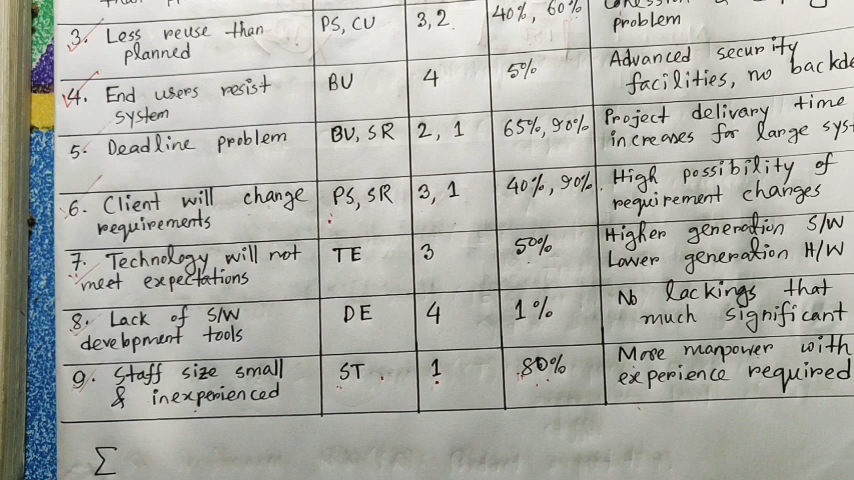 problem
3. Less reuse than planned PS, CU 3, 2 40%, 60%
4. End users resist system BU 4 5% Advanced security facilities, no
5. Deadline problem BU, SR 2, 1 65%, 90% Project delivary time increases for large
6. Client will change requirements PS, SR 3, 1 40%, 90%. High possibility of requirement changes
7. Technology will not meet expectations TE 3 50% Higher generation S/W Lower generation H/W
8. Lack of S/W development tools DE 4 1% No lackings that much significant
9. Staff size small & inexperienced ST. 1 80% More manpower with experience required
Σ